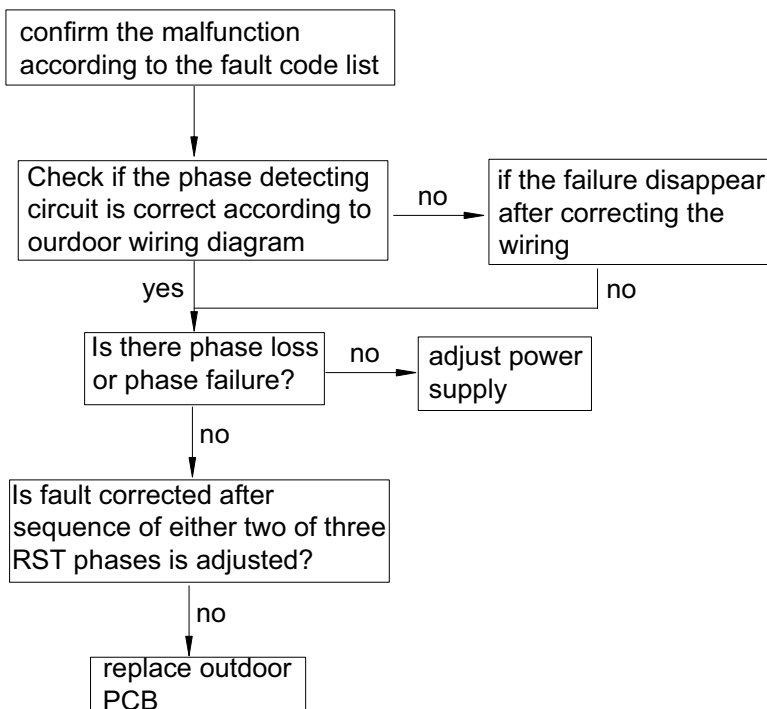 confirm the malfunction
according to the fault code list
Check if the phase detecting
circuit is correct according to
ourdoor wiring diagram
no
if the failure disappear
after correcting the
wiring
yes
no
Is there phase loss
or phase failure?
no
adjust power
supply
no
Is fault corrected after
sequence of either two of three
RST phases is adjusted?
no
replace outdoor
PCB